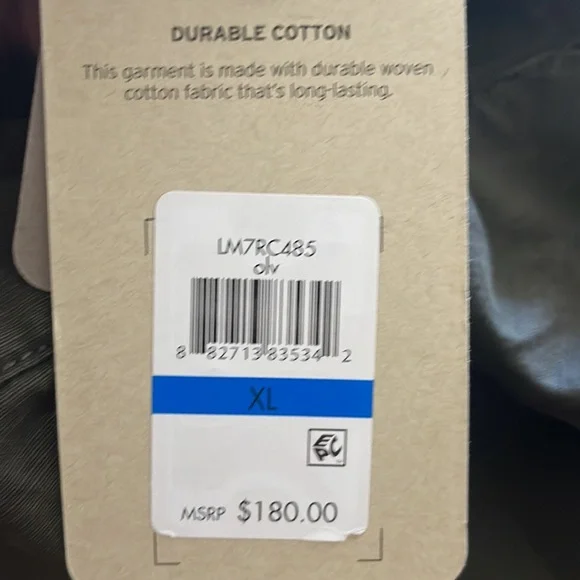 DURABLE COTTON
This garment is made with durable woven
cotton fabric that's long-lasting.
LM7RC485
olv
8 82713 83534 2
XL
EPC
MSRP $180.00